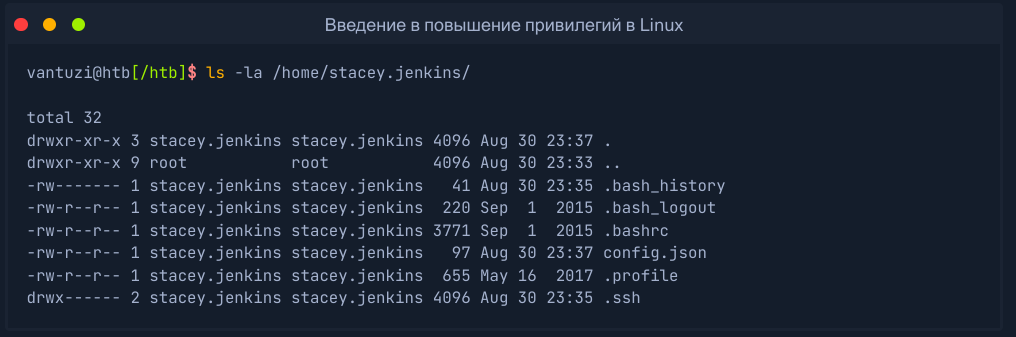 Введение в повышение привилегий в Linux
vantuzi@htb[/htb]$ ls -la /home/stacey.jenkins/
total 32
drwxr-xr-x 3 stacey.jenkins stacey.jenkins 4096 Aug 30 23:37 .
drwxr-xr-x 9 root           root           4096 Aug 30 23:33 ..
-rw------- 1 stacey.jenkins stacey.jenkins   41 Aug 30 23:35 .bash_history
-rw-r--r-- 1 stacey.jenkins stacey.jenkins  220 Sep  1  2015 .bash_logout
-rw-r--r-- 1 stacey.jenkins stacey.jenkins 3771 Sep  1  2015 .bashrc
-rw-r--r-- 1 stacey.jenkins stacey.jenkins   97 Aug 30 23:37 config.json
-rw-r--r-- 1 stacey.jenkins stacey.jenkins  655 May 16  2017 .profile
drwx------ 2 stacey.jenkins stacey.jenkins 4096 Aug 30 23:35 .ssh